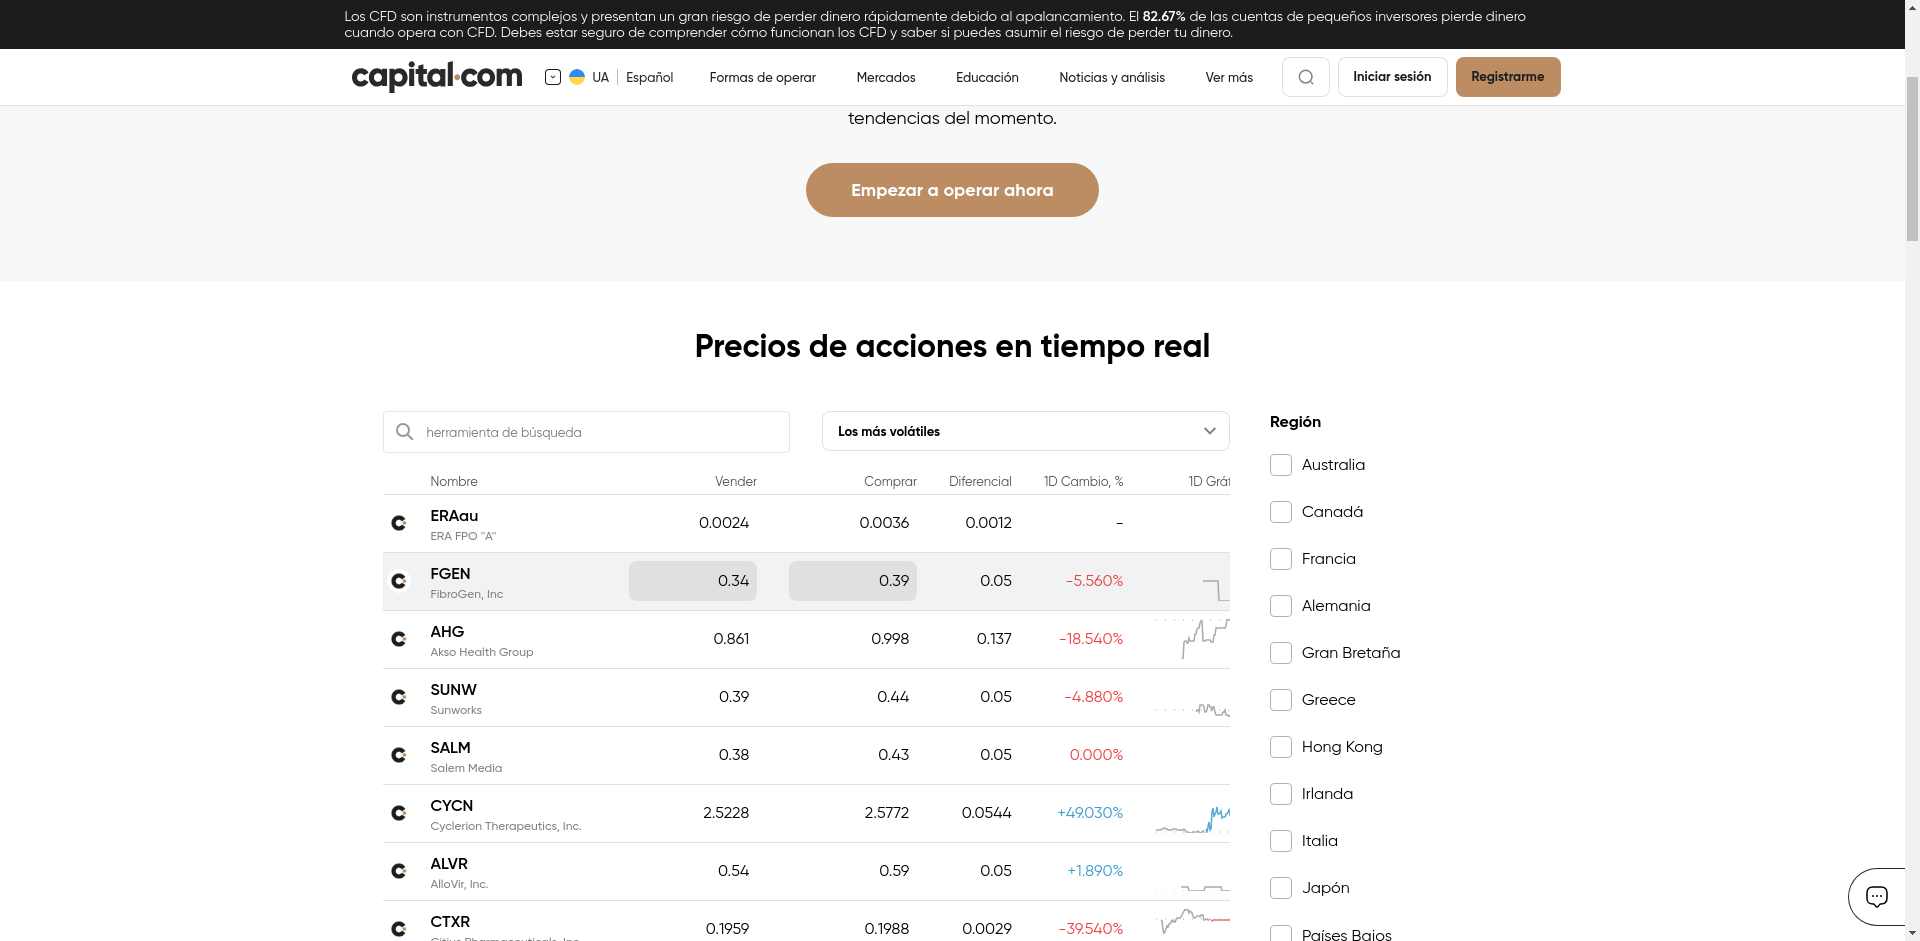 Los CFD son instrumentos complejos y presentan un gran riesgo de perder dinero rápidamente debido al apalancamiento. El 82.67% de las cuentas de pequeños inversores pierde dinero
cuando opera con CFD. Debes estar seguro de comprender cómo funcionan los CFD y saber si puedes asumir el riesgo de perder tu dinero.
capital.com UA Español Formas de operar Mercados Educación Noticias y análisis Ver más Iniciar sesión Registrarme
tendencias del momento.
Empezar a operar ahora
Precios de acciones en tiempo real
herramienta de búsqueda Los más volátiles
Nombre Vender Comprar Diferencial 1D Cambio, % 1D
ERAau 0.0024 0.0036 0.0012 -
ERA FPO "A"
FGEN 0.34 0.39 0.05 -5.560%
FibroGen, Inc
AHG 0.861 0.998 0.137 -18.540%
Akso Health Group
SUNW 0.39 0.44 0.05 -4.880%
Sunworks
SALM 0.38 0.43 0.05 0.000%
Salem Media
CYCN 2.5228 2.5772 0.0544 +49.030%
Cyclerion Therapeutics, Inc.
ALVR 0.54 0.59 0.05 +1.890%
AlloVir, Inc.
CTXR 0.1959 0.1988 0.0029 -39.540%
Región
Australia
Canadá
Francia
Alemania
Gran Bretaña
Greece
Hong Kong
Irlanda
Italia
Japón
Países Bajos